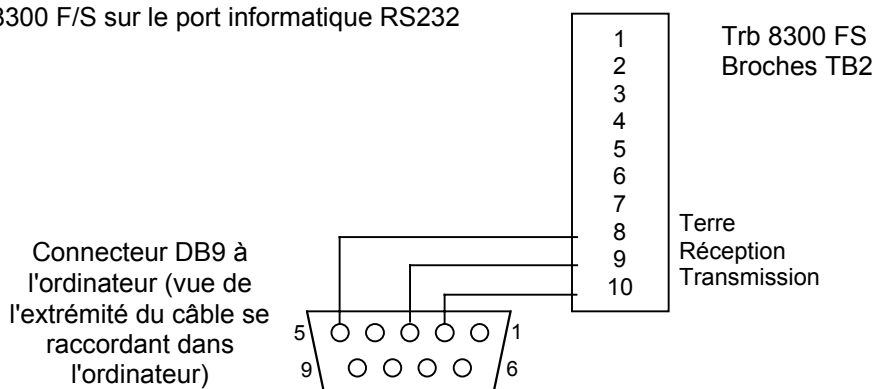 8300 F/S sur le port informatique RS232
Trb 8300 FS
Broches TB2
1
2
3
4
5
6
7
8
9
10
Terre
Réception
Transmission
Connecteur DB9 à
l'ordinateur (vue de
l'extrémité du câble se
raccordant dans
l'ordinateur)
5
1
9
6